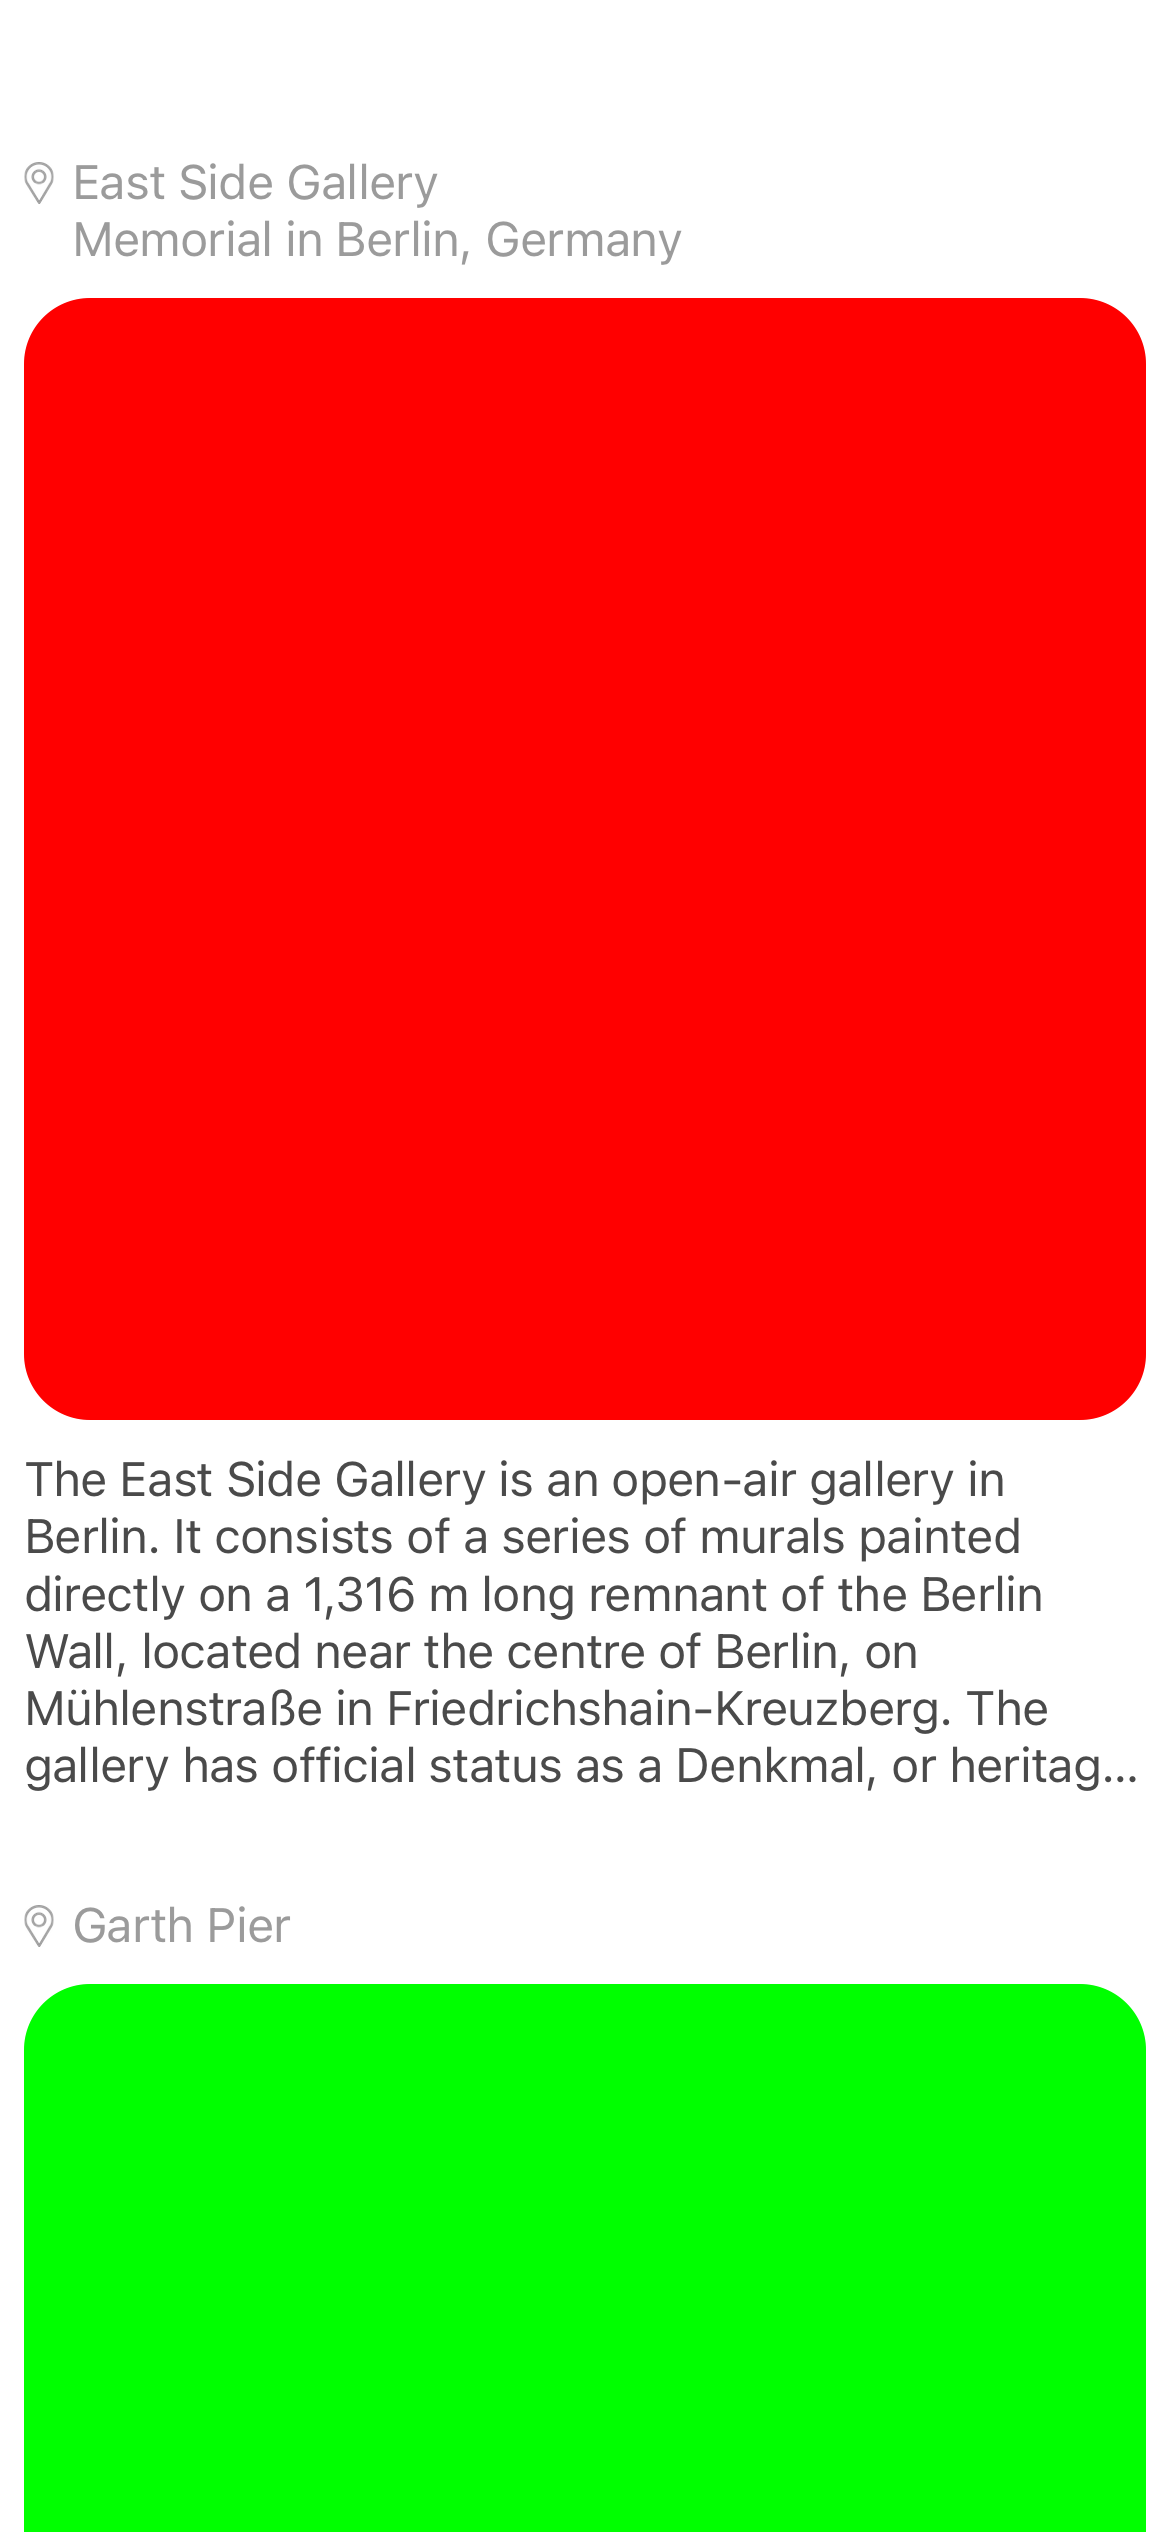 East Side Gallery
Memorial in Berlin, Germany
The East Side Gallery is an open-air gallery in
Berlin. It consists of a series of murals painted
directly on a 1,316 m long remnant of the Berlin
Wall, located near the centre of Berlin, on
Mühlenstraße in Friedrichshain-Kreuzberg. The
gallery has official status as a Denkmal, or heritag...
Garth Pier